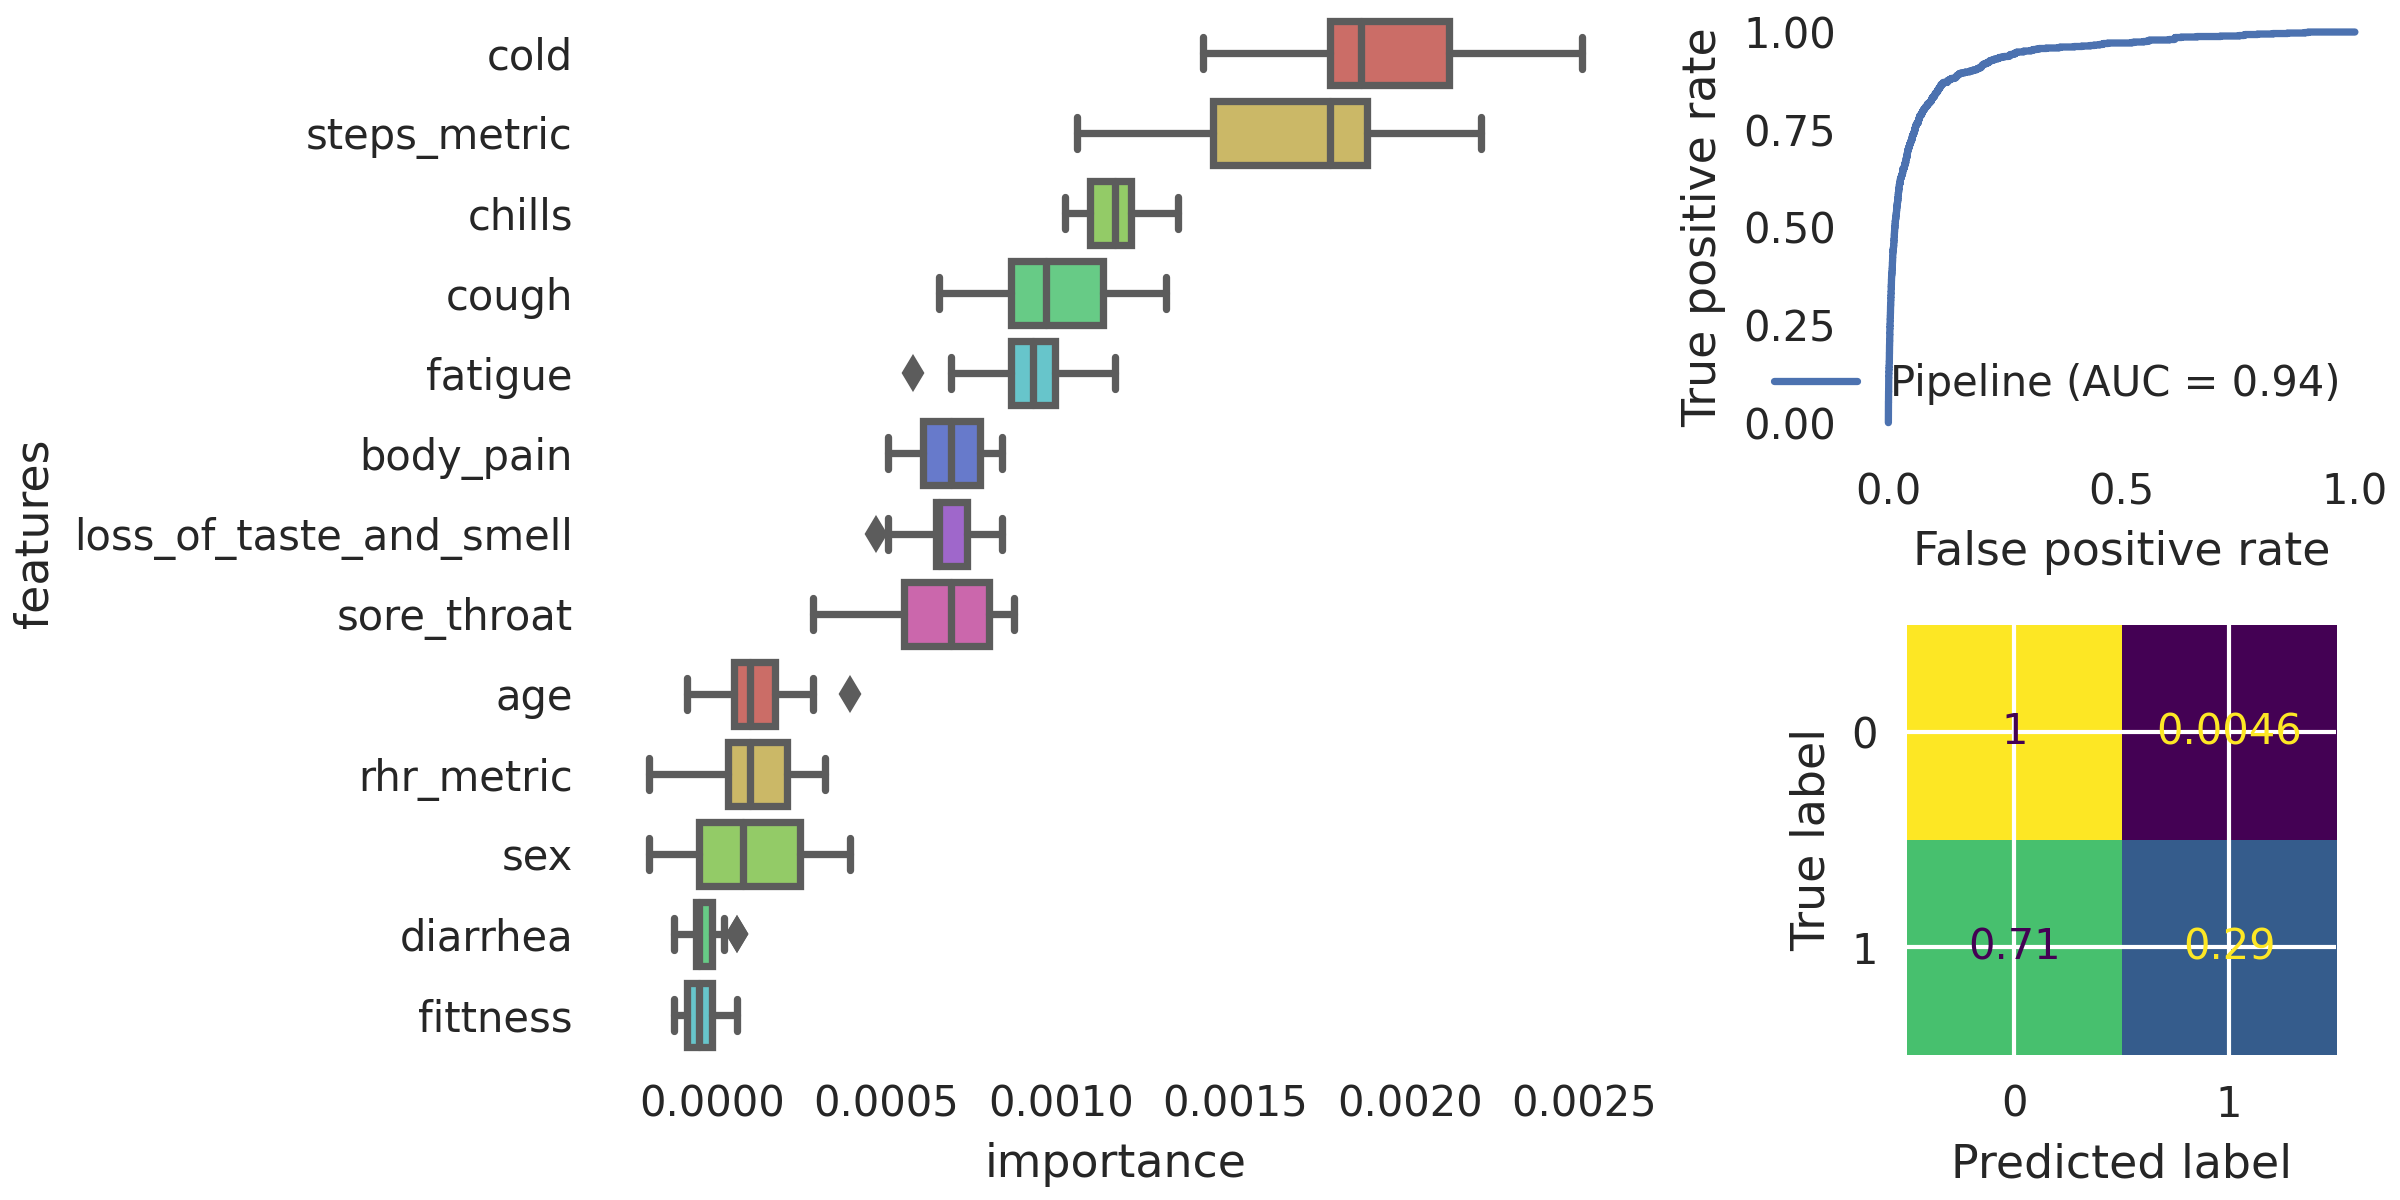 features
cold
steps_metric
chills
cough
fatigue
body_pain
loss_of_taste_and_smell
sore_throat
age
rhr_metric
sex
diarrhea
fittness
0.0000 0.0005 0.0010 0.0015 0.0020 0.0025
importance
True positive rate
1.00
0.75
0.50
0.25
0.00
Pipeline (AUC = 0.94)
0.0 0.5 1.0
False positive rate
True label
0
1
1 0.0046
0.71 0.29
0 1
Predicted label